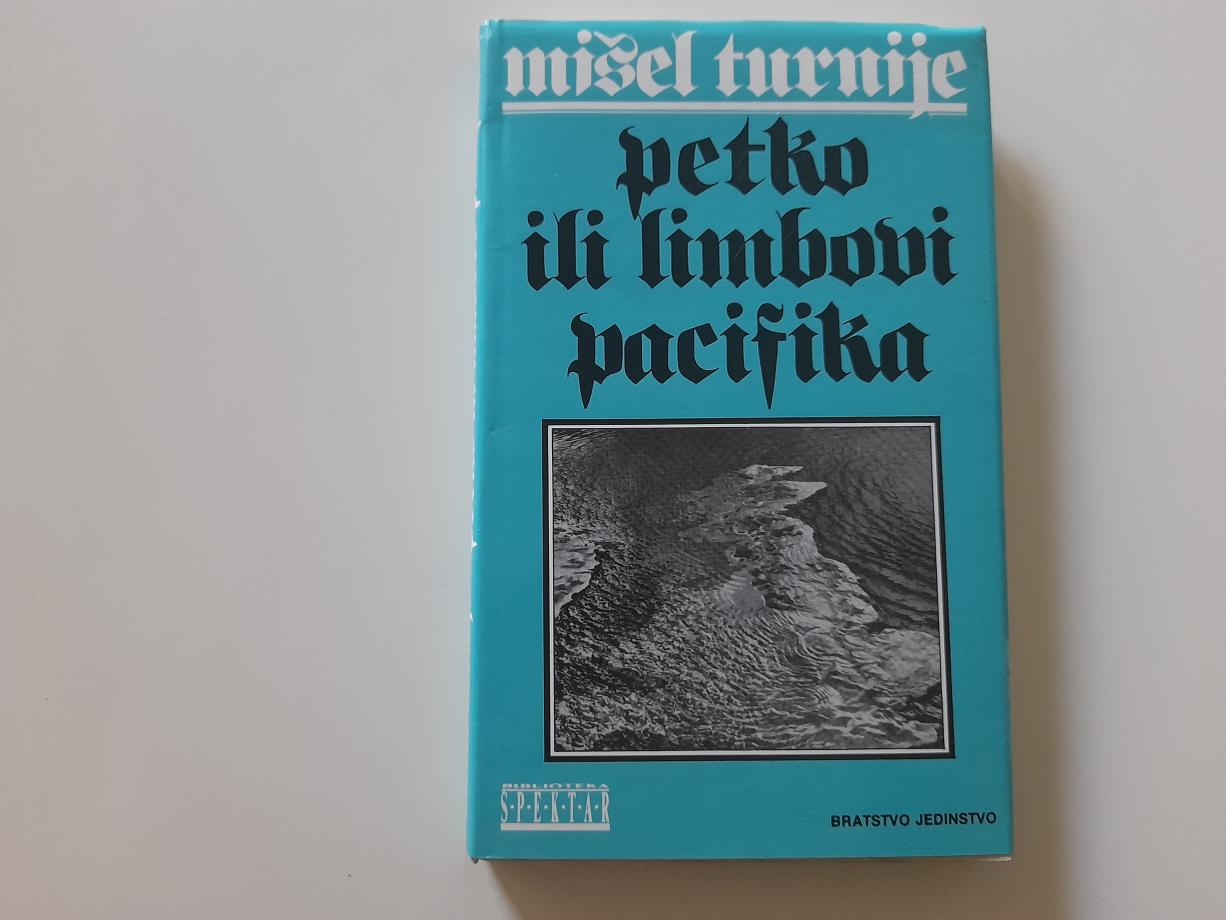 mišel turnije
petko
ili limbovi
pacifika
BIBLIOTEKA
S·P·E·K·T·A·R
BRATSTVO JEDINSTVO